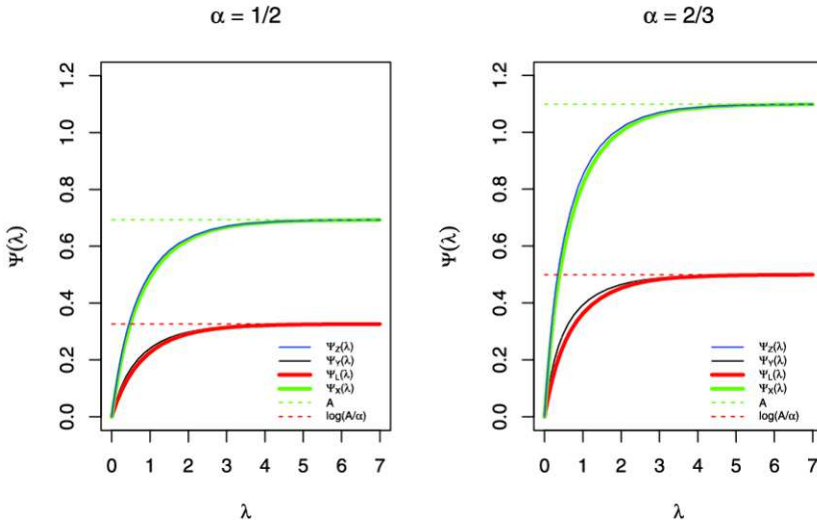 α = 1/2
Ψ(λ)
1.2
1.0
0.8
0.6
0.4
0.2
0.0
Ψ_Z(λ)
Ψ_Y(λ)
Ψ_L(λ)
Ψ_X(λ)
A
log(A/α)
0 1 2 3 4 5 6 7
λ
α = 2/3
Ψ(λ)
1.2
1.0
0.8
0.6
0.4
0.2
0.0
Ψ_Z(λ)
Ψ_Y(λ)
Ψ_L(λ)
Ψ_X(λ)
A
log(A/α)
0 1 2 3 4 5 6 7
λ